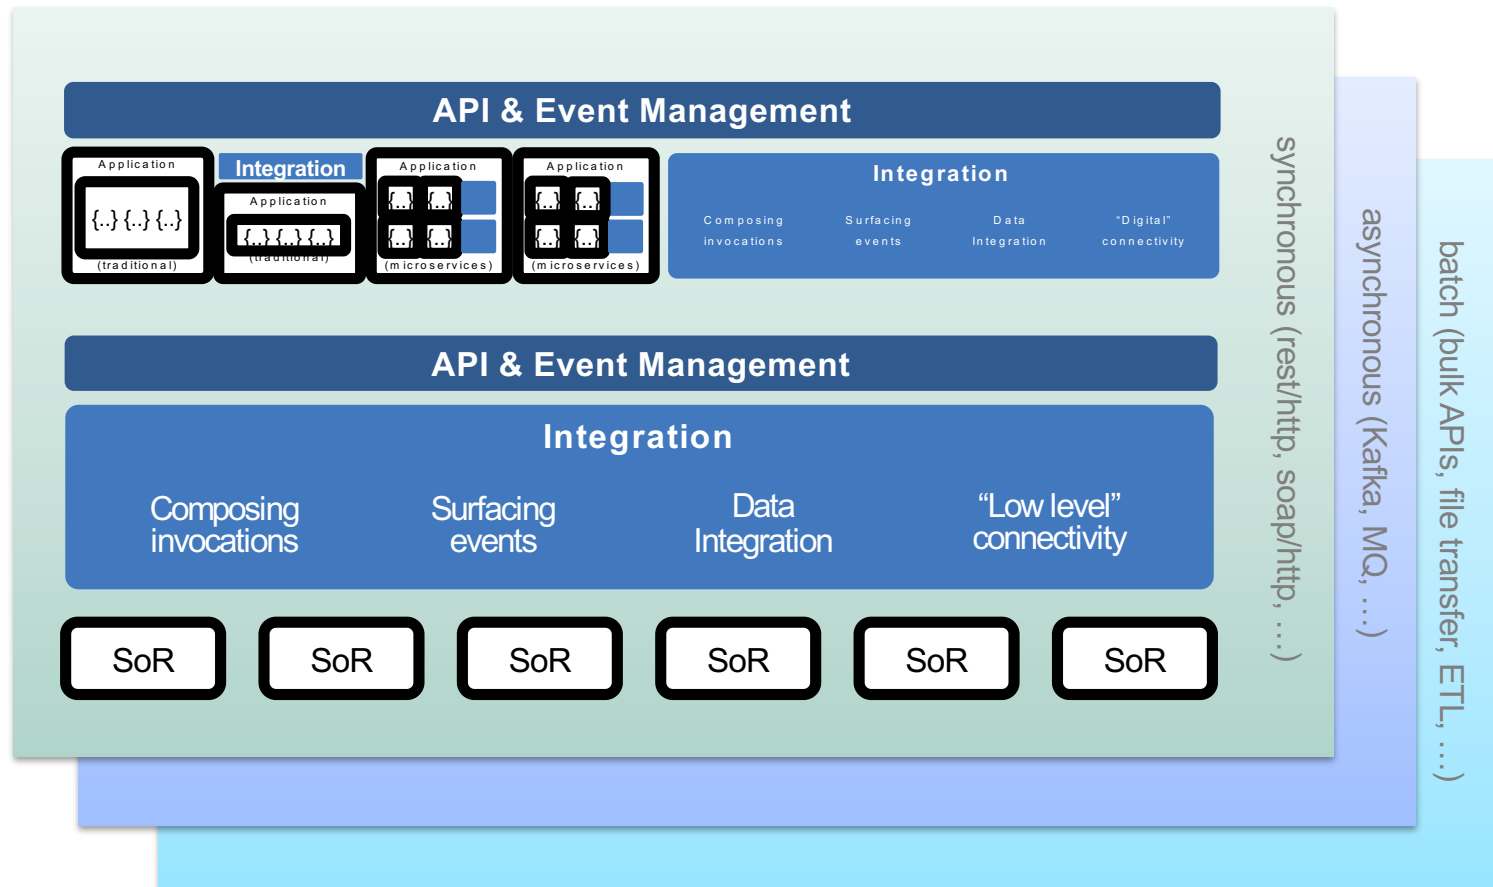 API & Event Management
Application
{..} {..} {..}
(traditional)
Integration
Application
{..} {..} {..}
(traditional)
Application
{..} {..}
{..} {..}
(microservices)
Application
{..} {..}
{..} {..}
(microservices)
Integration
Composing
invocations
Surfacing
events
Data
Integration
“Digital”
connectivity
API & Event Management
Integration
Composing
invocations
Surfacing
events
Data
Integration
“Low level”
connectivity
SoR
SoR
SoR
SoR
SoR
SoR
synchronous (rest/http, soap/http, …)
asynchronous (Kafka, MQ, …)
batch (bulk APIs, file transfer, ETL, …)